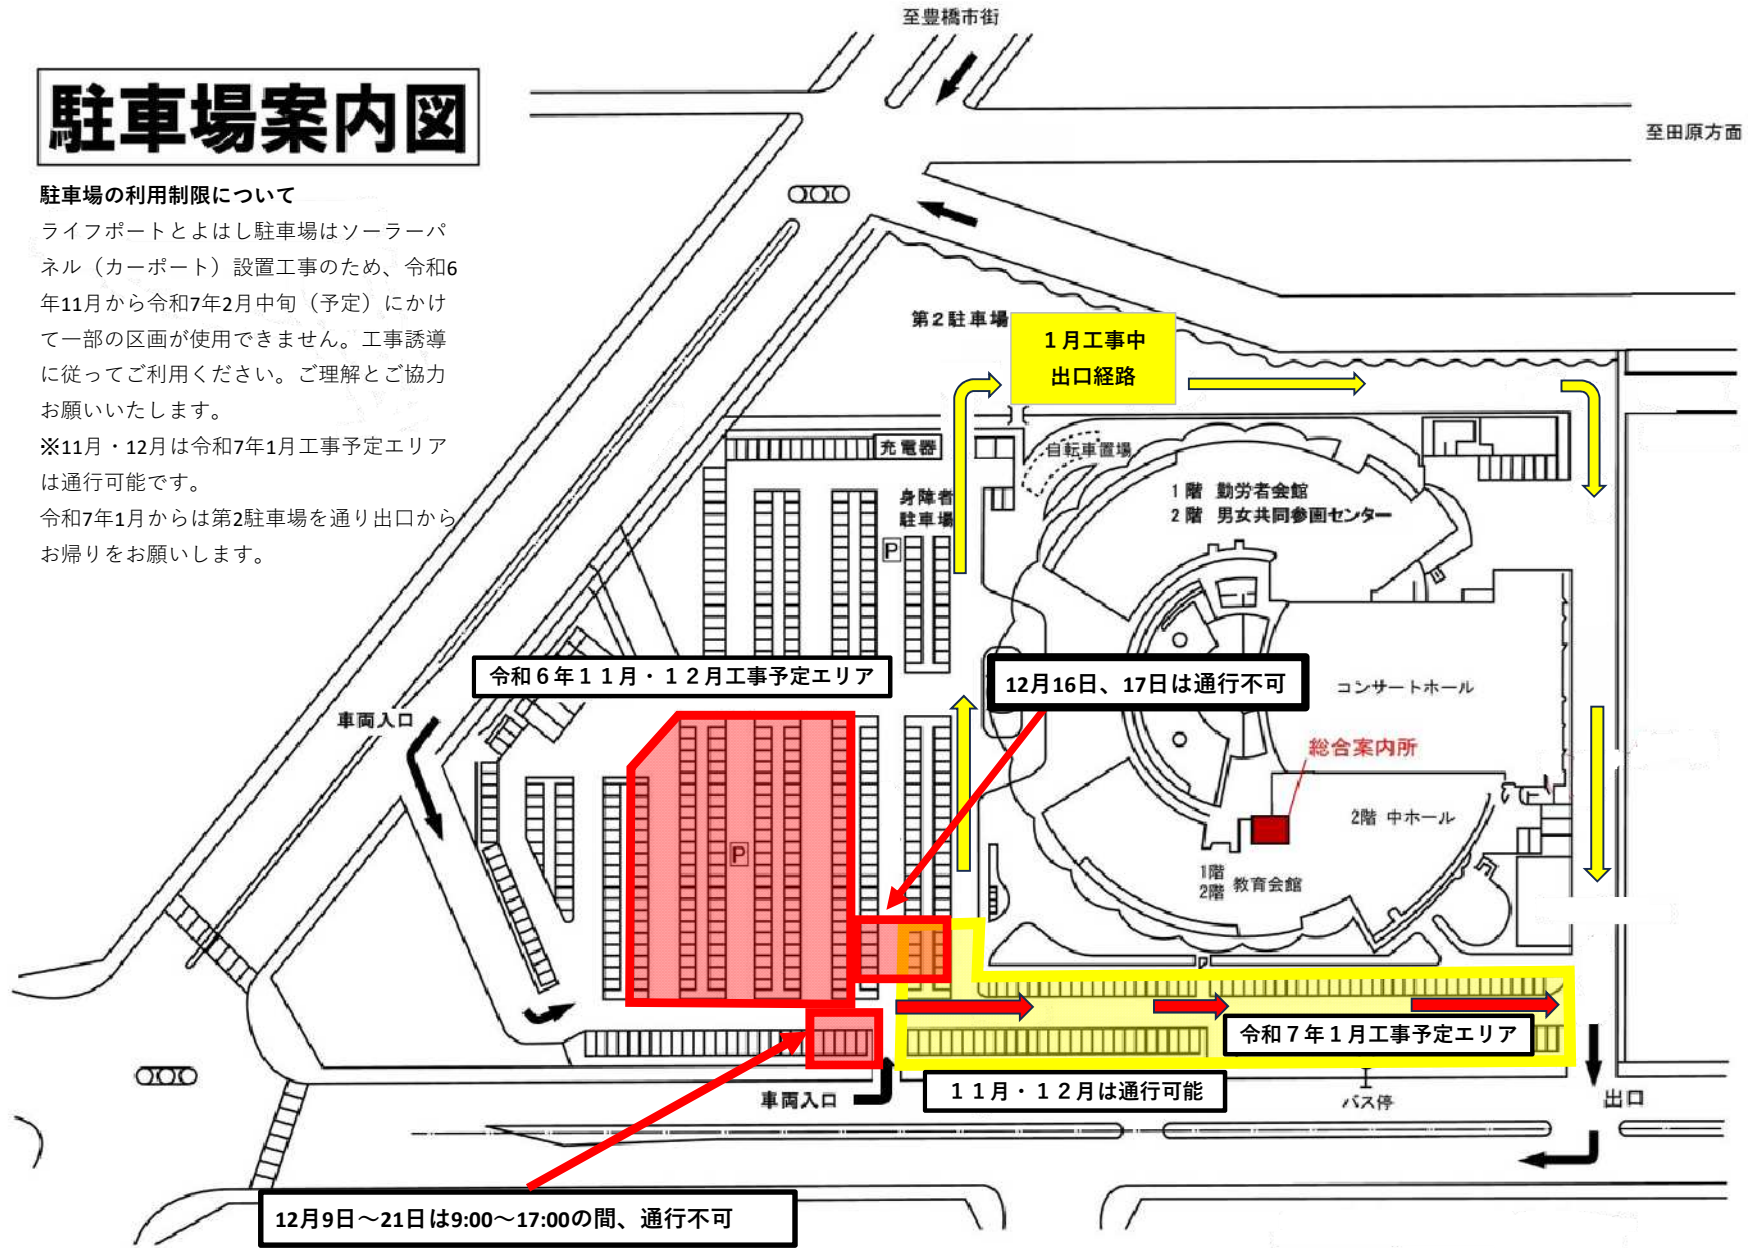 至豊橋市街
駐車場案内図
至田原方面
駐車場の利用制限について
ライフポートとよはし駐車場はソーラーパ
ネル（カーポート）設置工事のため、令和6
年11月から令和7年2月中旬（予定）にかけ
て一部の区画が使用できません。工事誘導
に従ってご利用ください。ご理解とご協力
お願いいたします。
※11月・12月は令和7年1月工事予定エリア
は通行可能です。
令和7年1月からは第2駐車場を通り出口から
お帰りをお願いします。
第２駐車場
１月工事中
出口経路
充電器
自転車置場
身障者
駐車場
P
１階 勤労者会館
２階 男女共同参画センター
令和６年１１月・１２月工事予定エリア
12月16日、17日は通行不可
コンサートホール
車両入口
総合案内所
2階 中ホール
P
1階
2階 教育会館
令和７年１月工事予定エリア
１１月・１２月は通行可能
車両入口
バス停
出口
12月9日～21日は9:00～17:00の間、通行不可